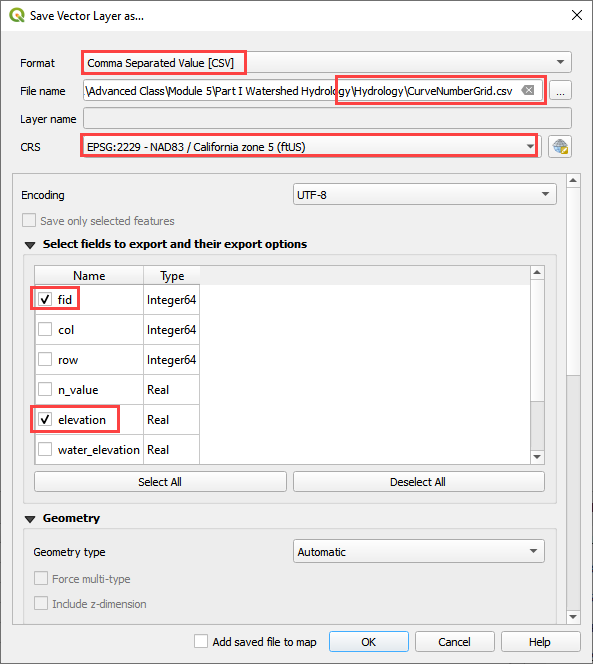 Save Vector Layer as...
Format Comma Separated Value [CSV]
File name \Advanced Class\Module 5\Part I Watershed Hydrology\Hydrology\CurveNumberGrid.csv ...
Layer name
CRS EPSG:2229 - NAD83 / California zone 5 (ftUS)
Encoding UTF-8
Save only selected features
Select fields to export and their export options
Name Type
fid Integer64
col Integer64
row Integer64
n_value Real
elevation Real
water_elevation Real
Select All Deselect All
Geometry
Geometry type Automatic
Force multi-type
Include z-dimension
Add saved file to map OK Cancel Help